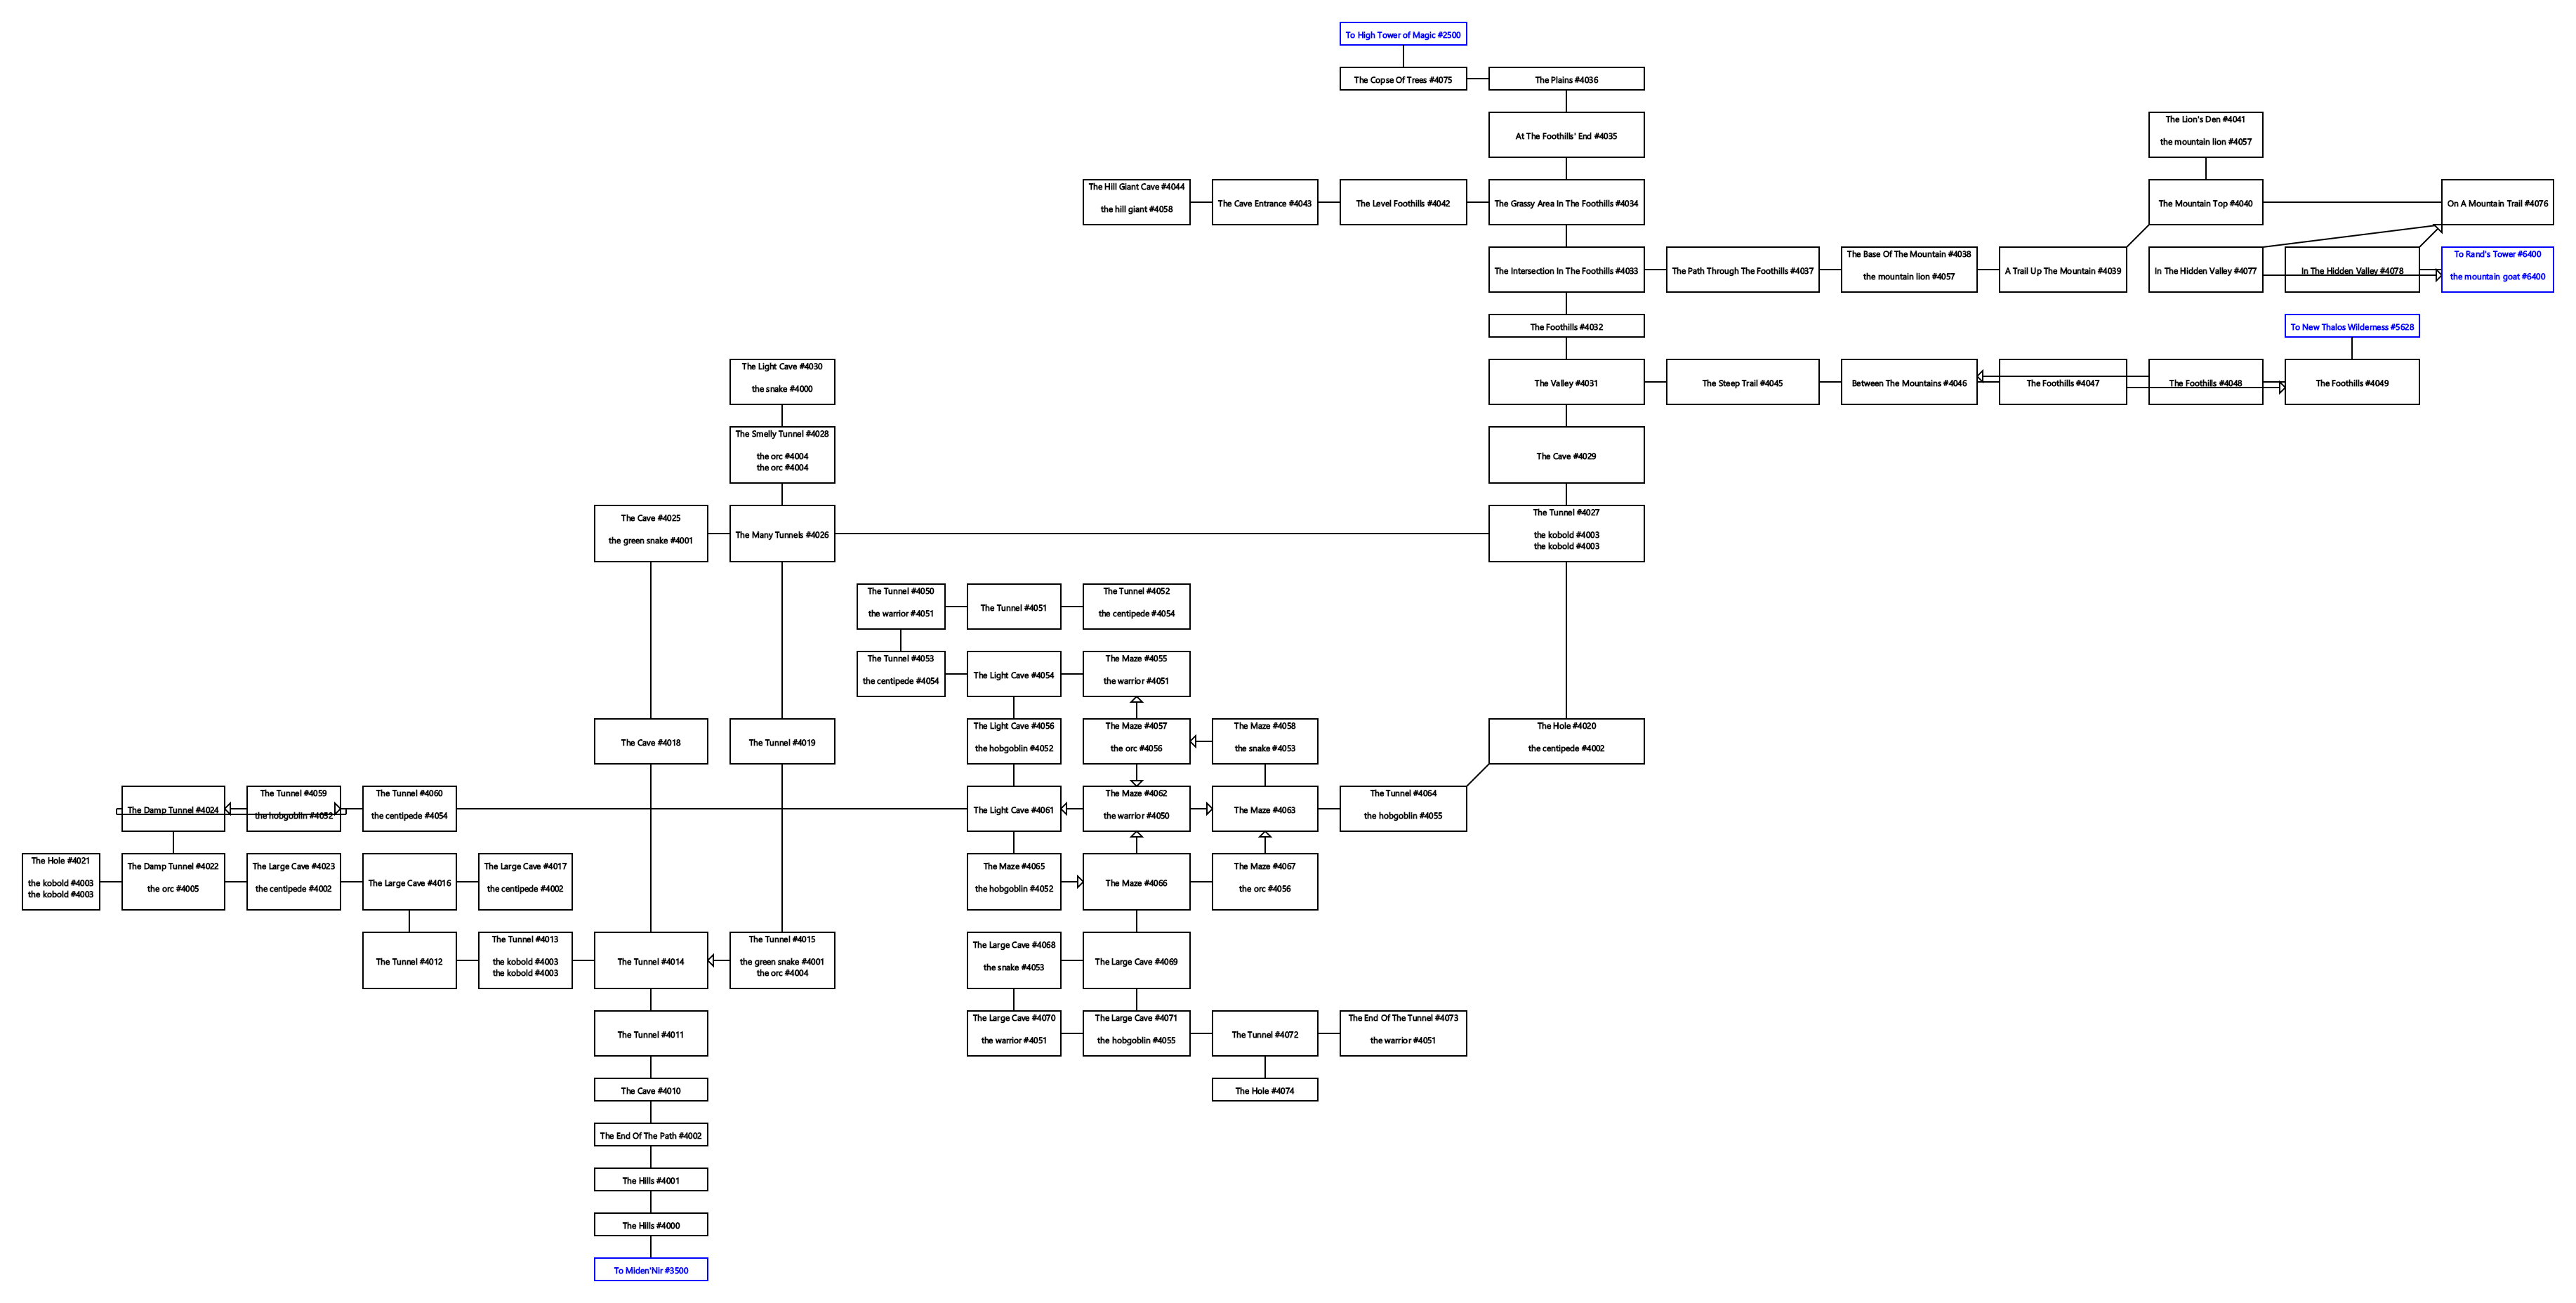 To High Tower of Magic #2500
The Copse Of Trees #4075
The Plains #4036
At The Foothills' End #4035
The Lion's Den #4041
the mountain lion #4057
The Hill Giant Cave #4044
the hill giant #4058
The Cave Entrance #4043
The Level Foothills #4042
The Grassy Area In The Foothills #4034
The Mountain Top #4040
On A Mountain Trail #4076
The Intersection In The Foothills #4033
The Path Through The Foothills #4037
The Base Of The Mountain #4038
the mountain lion #4057
A Trail Up The Mountain #4039
In The Hidden Valley #4077
In The Hidden Valley #4078
To Rand's Tower #6400
the mountain goat #6400
The Foothills #4032
To New Thalos Wilderness #5628
The Light Cave #4030
the snake #4000
The Valley #4031
The Steep Trail #4045
Between The Mountains #4046
The Foothills #4047
The Foothills #4048
The Foothills #4049
The Smelly Tunnel #4028
the orc #4004
the orc #4004
The Cave #4029
The Cave #4025
the green snake #4001
The Many Tunnels #4026
The Tunnel #4027
the kobold #4003
the kobold #4003
The Tunnel #4050
the warrior #4051
The Tunnel #4051
The Tunnel #4052
the centipede #4054
The Tunnel #4053
the centipede #4054
The Light Cave #4054
The Maze #4055
the warrior #4051
The Cave #4018
The Tunnel #4019
The Light Cave #4056
the hobgoblin #4052
The Maze #4057
the orc #4056
The Maze #4058
the snake #4053
The Hole #4020
the centipede #4002
The Damp Tunnel #4024
The Tunnel #4059
the hobgoblin #4052
The Tunnel #4060
the centipede #4054
The Light Cave #4061
The Maze #4062
the warrior #4050
The Maze #4063
The Tunnel #4064
the hobgoblin #4055
The Hole #4021
the kobold #4003
the kobold #4003
The Damp Tunnel #4022
the orc #4005
The Large Cave #4023
the centipede #4002
The Large Cave #4016
The Large Cave #4017
the centipede #4002
The Maze #4065
the hobgoblin #4052
The Maze #4066
The Maze #4067
the orc #4056
The Tunnel #4012
The Tunnel #4013
the kobold #4003
the kobold #4003
The Tunnel #4014
The Tunnel #4015
the green snake #4001
the orc #4004
The Large Cave #4068
the snake #4053
The Large Cave #4069
The Tunnel #4011
The Large Cave #4070
the warrior #4051
The Large Cave #4071
the hobgoblin #4055
The Tunnel #4072
The End Of The Tunnel #4073
the warrior #4051
The Cave #4010
The Hole #4074
The End Of The Path #4002
The Hills #4001
The Hills #4000
To Miden'Nir #3500